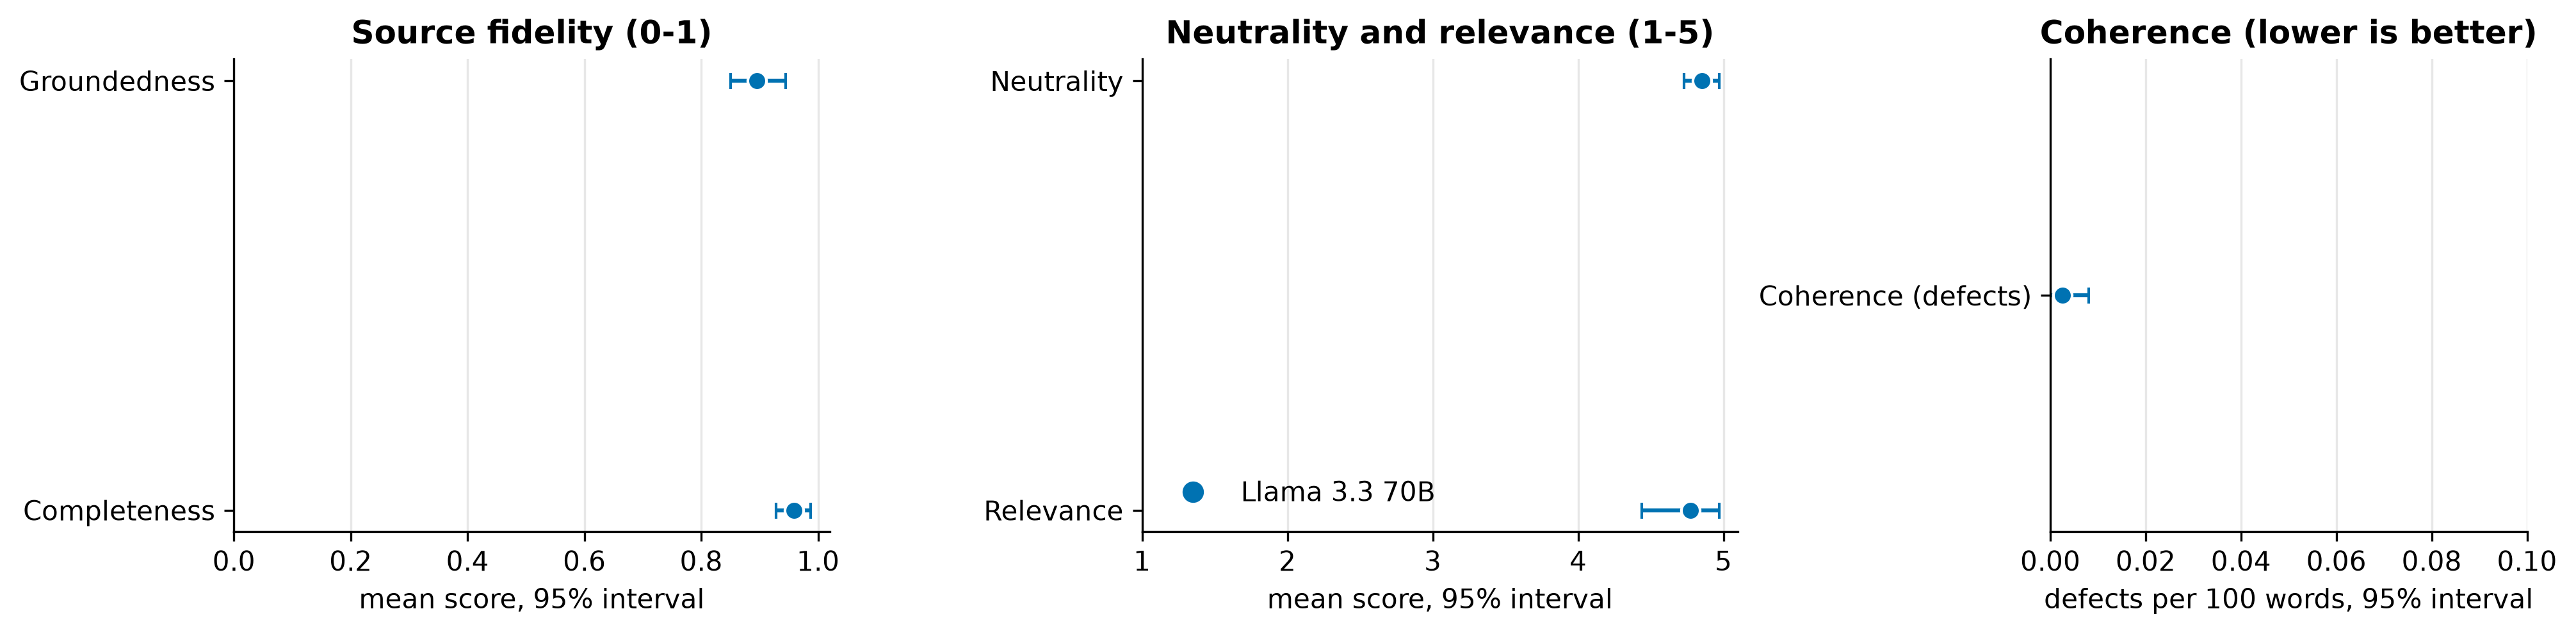 Source fidelity (0-1)
Groundedness
Completeness
0.0 0.2 0.4 0.6 0.8 1.0
mean score, 95% interval
Neutrality and relevance (1-5)
Neutrality
Relevance
Llama 3.3 70B
1 2 3 4 5
mean score, 95% interval
Coherence (lower is better)
Coherence (defects)
0.00 0.02 0.04 0.06 0.08 0.10
defects per 100 words, 95% interval